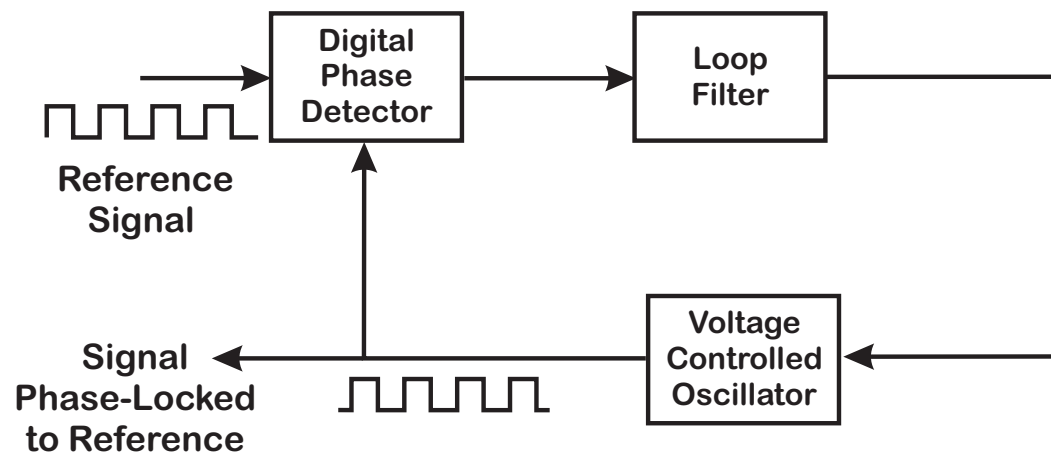 Digital
Phase
Detector
Loop
Filter
Reference
Signal
Voltage
Controlled
Oscillator
Signal
Phase-Locked
to Reference